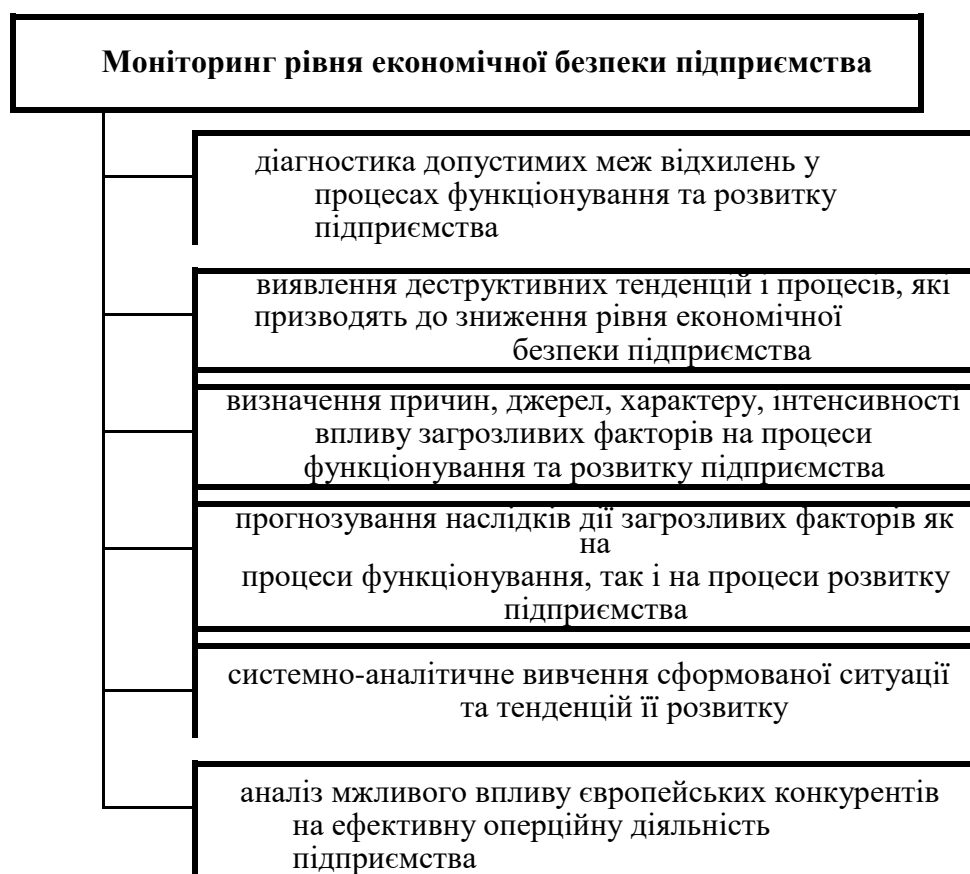 Моніторинг рівня економічної безпеки підприємства
діагностика допустимих меж відхилень у
процесах функціонування та розвитку
підприємства
виявлення деструктивних тенденцій і процесів, які
призводять до зниження рівня економічної
безпеки підприємства
визначення причин, джерел, характеру, інтенсивності
впливу загрозливих факторів на процеси
функціонування та розвитку підприємства
прогнозування наслідків дії загрозливих факторів як
на
процеси функціонування, так і на процеси розвитку
підприємства
системно-аналітичне вивчення сформованої ситуації
та тенденцій її розвитку
аналіз мжливого впливу європейських конкурентів
на ефективну оперційну діяльність
підприємства